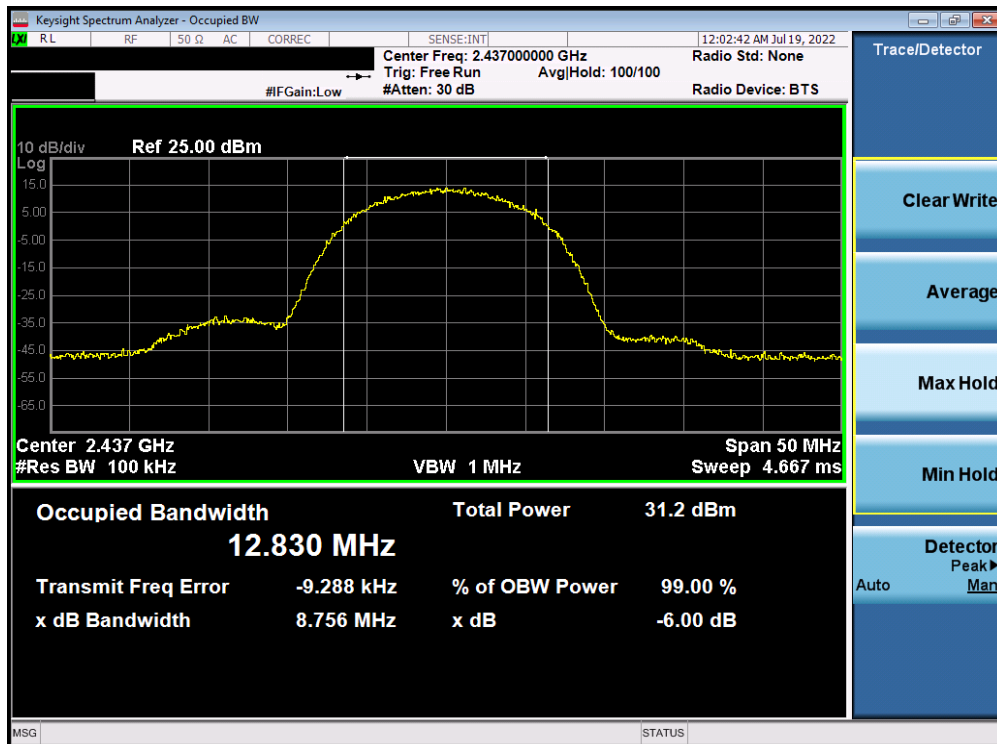 Keysight Spectrum Analyzer - Occupied BW
LXI RL RF 50 Ω AC CORREC SENSE:INT 12:02:42 AM Jul 19, 2022
Center Freq: 2.437000000 GHz Radio Std: None
Trig: Free Run Avg|Hold: 100/100
#IFGain:Low #Atten: 30 dB Radio Device: BTS
Trace/Detector
10 dB/div Ref 25.00 dBm
Log
15.0
5.00
-5.00
-15.0
-25.0
-35.0
-45.0
-55.0
-65.0
Center 2.437 GHz Span 50 MHz
#Res BW 100 kHz VBW 1 MHz Sweep 4.667 ms
Occupied Bandwidth Total Power 31.2 dBm
12.830 MHz
Transmit Freq Error -9.288 kHz % of OBW Power 99.00 %
x dB Bandwidth 8.756 MHz x dB -6.00 dB
Clear Write
Average
Max Hold
Min Hold
Detector
Peak▶
Auto Man
MSG STATUS